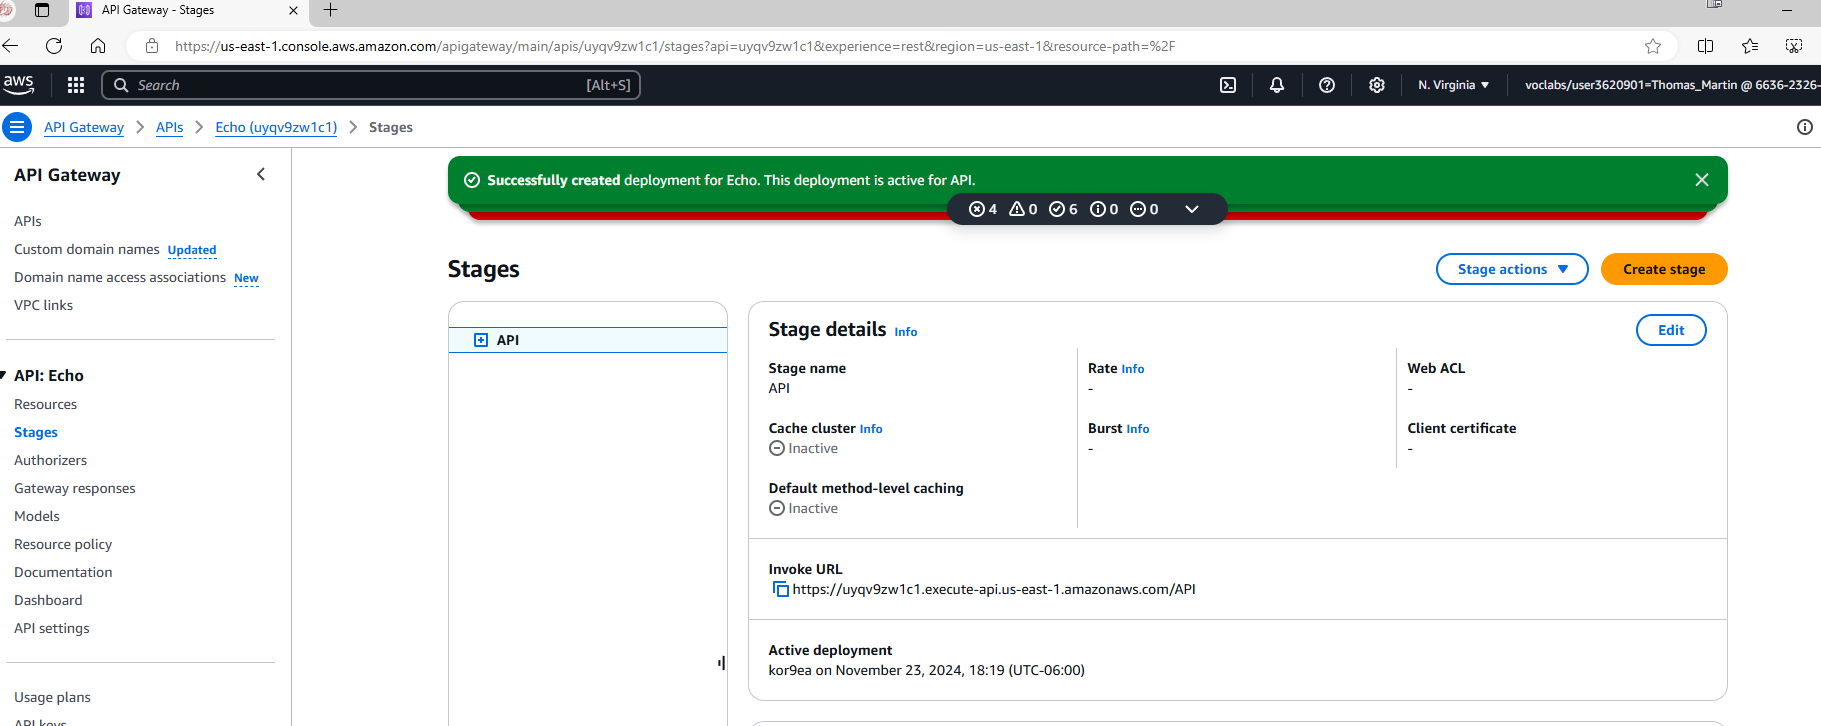 API Gateway - Stages
https://us-east-1.console.aws.amazon.com/apigateway/main/apis/uyqv9zw1c1/stages?api=uyqv9zw1c1&experience=rest&region=us-east-1&resource-path=%2F
aws
Search
[Alt+S]
N. Virginia
voclabs/user3620901=Thomas_Martin @ 6636-2326-
API Gateway
APIs
Echo (uyqv9zw1c1)
Stages
API Gateway
APIs
Custom domain names Updated
Domain name access associations New
VPC links
API: Echo
Resources
Stages
Authorizers
Gateway responses
Models
Resource policy
Documentation
Dashboard
API settings
Usage plans
API keys
Successfully created deployment for Echo. This deployment is active for API.
4 0 6 0 0
Stages
Stage actions
Create stage
API
Stage details Info
Edit
Stage name
API
Rate Info
-
Web ACL
-
Cache cluster Info
Inactive
Burst Info
-
Client certificate
-
Default method-level caching
Inactive
Invoke URL
https://uyqv9zw1c1.execute-api.us-east-1.amazonaws.com/API
Active deployment
kor9ea on November 23, 2024, 18:19 (UTC-06:00)